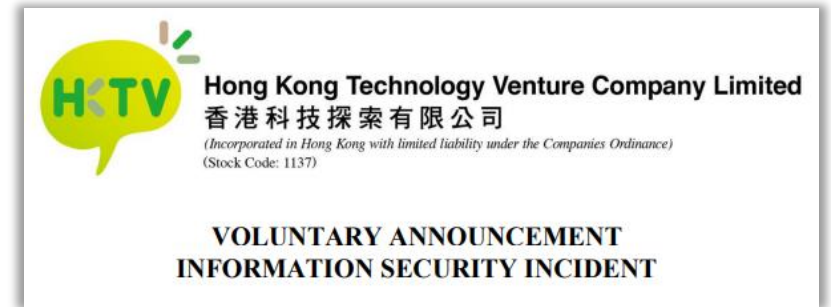 HKTV
Hong Kong Technology Venture Company Limited
香港科技探索有限公司
(Incorporated in Hong Kong with limited liability under the Companies Ordinance)
(Stock Code: 1137)
VOLUNTARY ANNOUNCEMENT
INFORMATION SECURITY INCIDENT